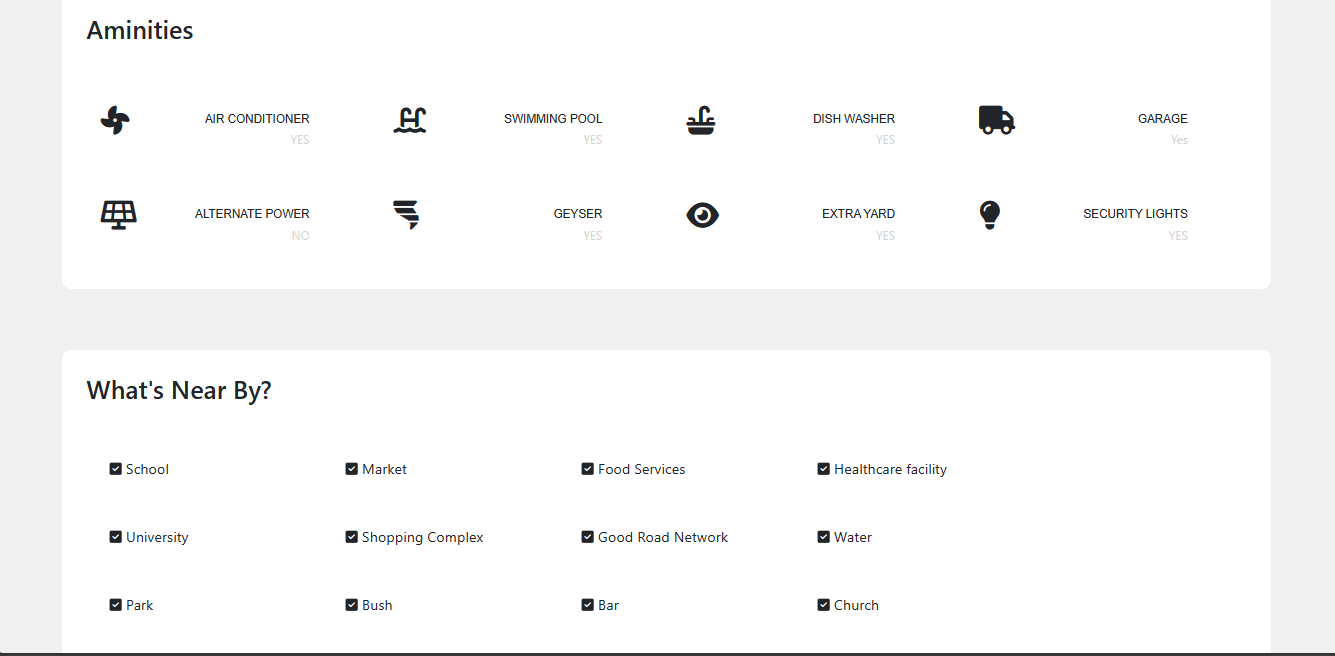 Aminities
AIR CONDITIONER SWIMMING POOL DISH WASHER GARAGE
YES YES YES Yes
ALTERNATE POWER GEYSER EXTRA YARD SECURITY LIGHTS
NO YES YES YES
What's Near By?
School Market Food Services Healthcare facility
University Shopping Complex Good Road Network Water
Park Bush Bar Church